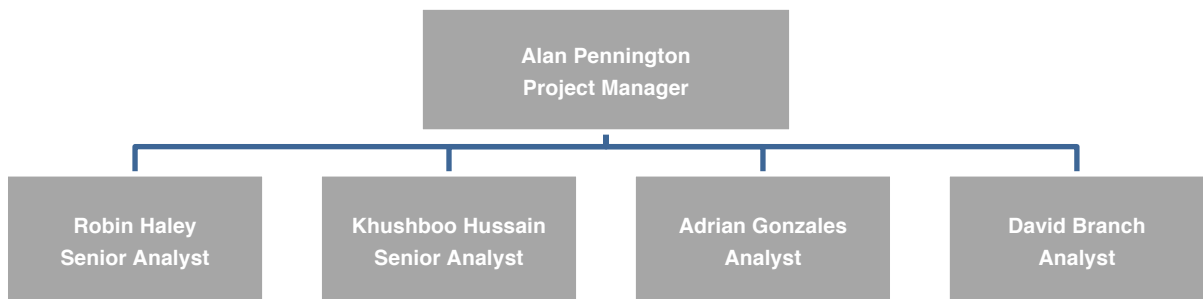 Alan Pennington
Project Manager
Robin Haley
Senior Analyst
Khushboo Hussain
Senior Analyst
Adrian Gonzales
Analyst
David Branch
Analyst